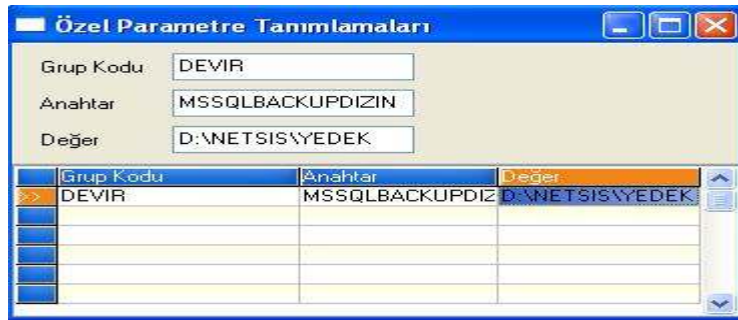 Özel Parametre Tanımlamaları
Grup Kodu DEVIR
Anahtar MSSQLBACKUPDIZIN
Değer D:\NETSIS\YEDEK
Grup Kodu Anahtar Değer
>> DEVIR MSSQLBACKUPDIZ D:\NETSIS\YEDEK